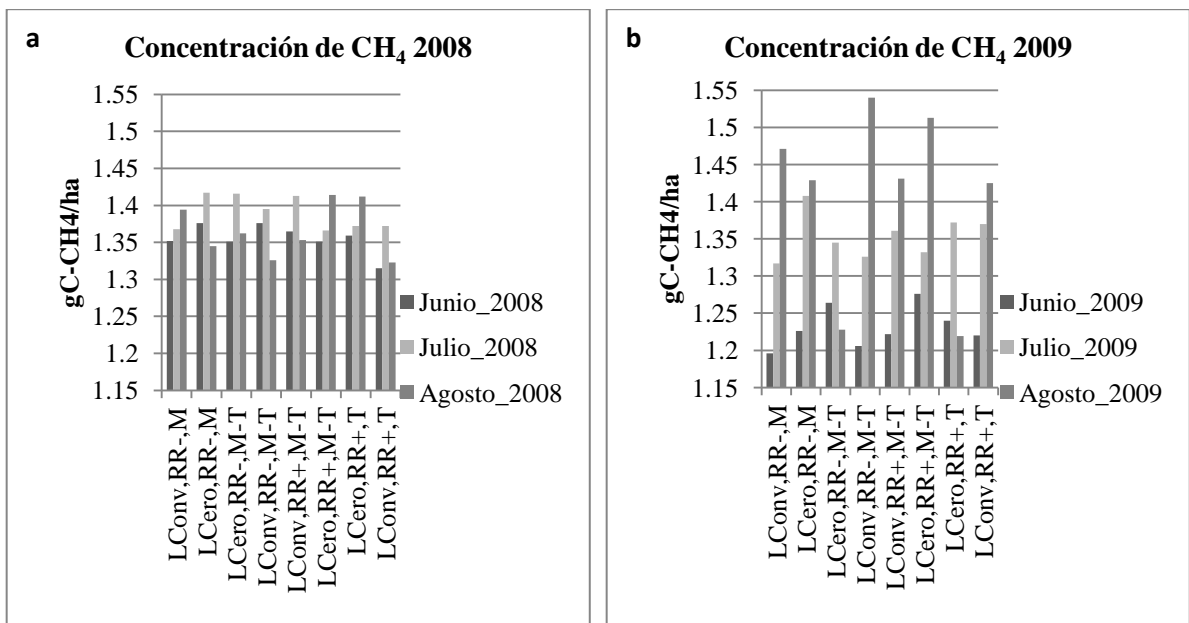 a
Concentración de CH4 2008
1.55
1.5
1.45
1.4
1.35
1.3
1.25
1.2
1.15
gC-CH4/ha
Junio_2008
Julio_2008
Agosto_2008
LConv,RR-,M
LCero,RR-,M
LCero,RR-,M-T
LConv,RR-,M-T
LConv,RR+,M-T
LCero,RR+,M-T
LCero,RR+,T
LConv,RR+,T
b
Concentración de CH4 2009
1.55
1.5
1.45
1.4
1.35
1.3
1.25
1.2
1.15
gC-CH4/ha
Junio_2009
Julio_2009
Agosto_2009
LConv,RR-,M
LCero,RR-,M
LCero,RR-,M-T
LConv,RR-,M-T
LConv,RR+,M-T
LCero,RR+,M-T
LCero,RR+,T
LConv,RR+,T